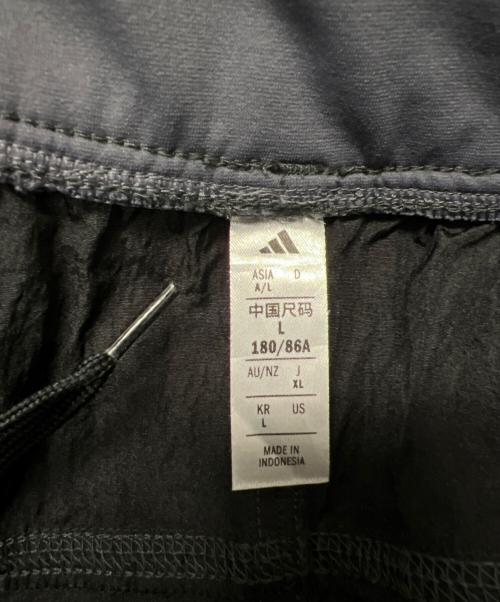 ASIA D
A/L
中国尺码
L
180/86A
AU/NZ J
XL
KR US
L
MADE IN
INDONESIA